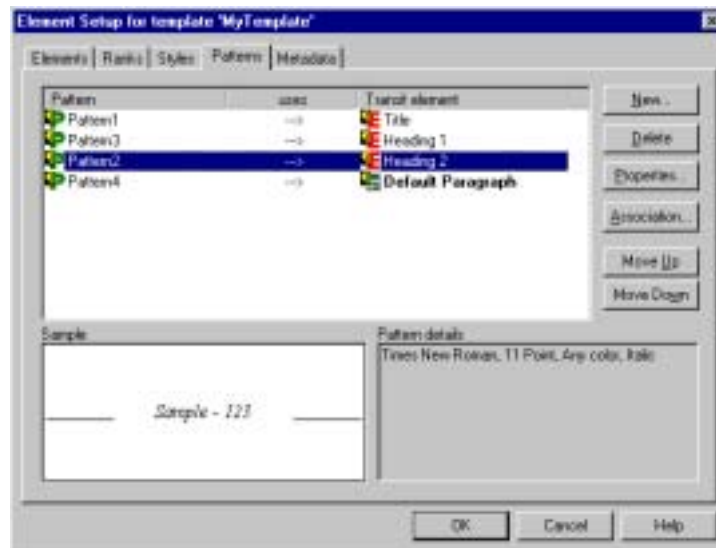 Element Setup for template 'MyTemplate'
Elements Ranks Styles Patterns Metadata
Pattern uses Transit element
Pattern1 --> Title
Pattern3 --> Heading 1
Pattern2 --> Heading 2
Pattern4 --> Default Paragraph
New...
Delete
Properties...
Association...
Move Up
Move Down
Sample
Sample - 123
Pattern details
Times New Roman, 11 Point, Any color, Italic
OK Cancel Help